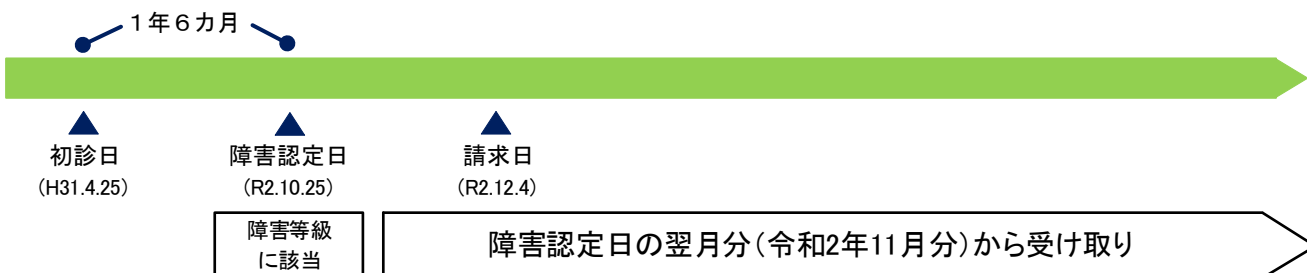 １年６カ月
初診日
（H31.4.25）
障害認定日
（R2.10.25）
請求日
（R2.12.4）
障害等級
に該当
障害認定日の翌月分（令和2年11月分）から受け取り